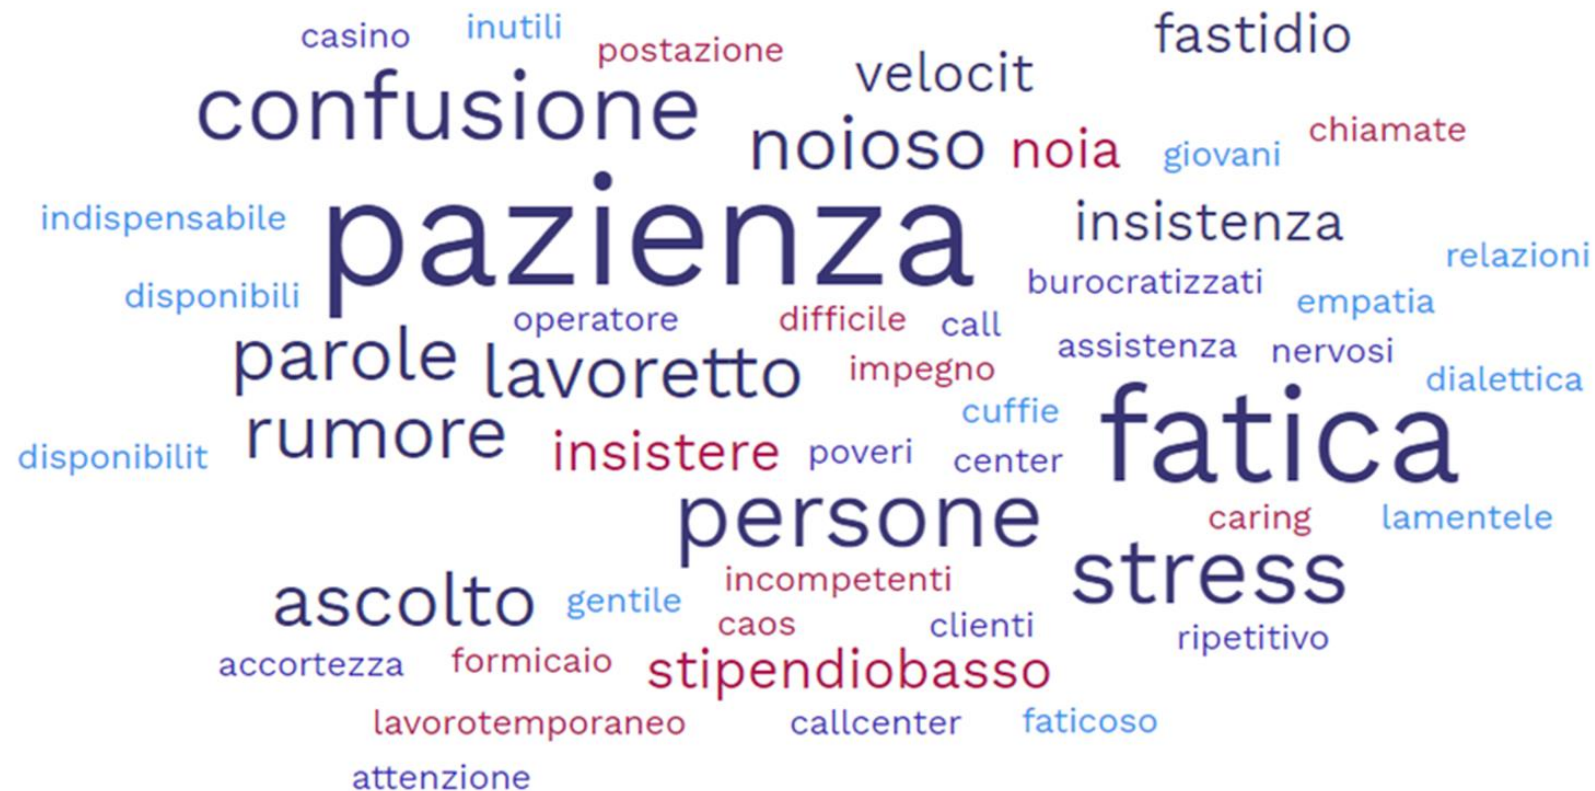 casino inutili postazione fastidio
confusione velocit
noioso noia giovani chiamate
indispensabile pazienza insistenza
relazioni
disponibili burocratizzati empatia
operatore difficile call
parole lavoretto impegno assistenza nervosi
dialettica
rumore cuffie fatica
disponibilit insistere poveri center
persone caring lamentele
ascolto gentile incompetenti stress
caos clienti ripetitivo
accortezza formicaio stipendiobasso
lavorotemporaneo callcenter faticoso
attenzione